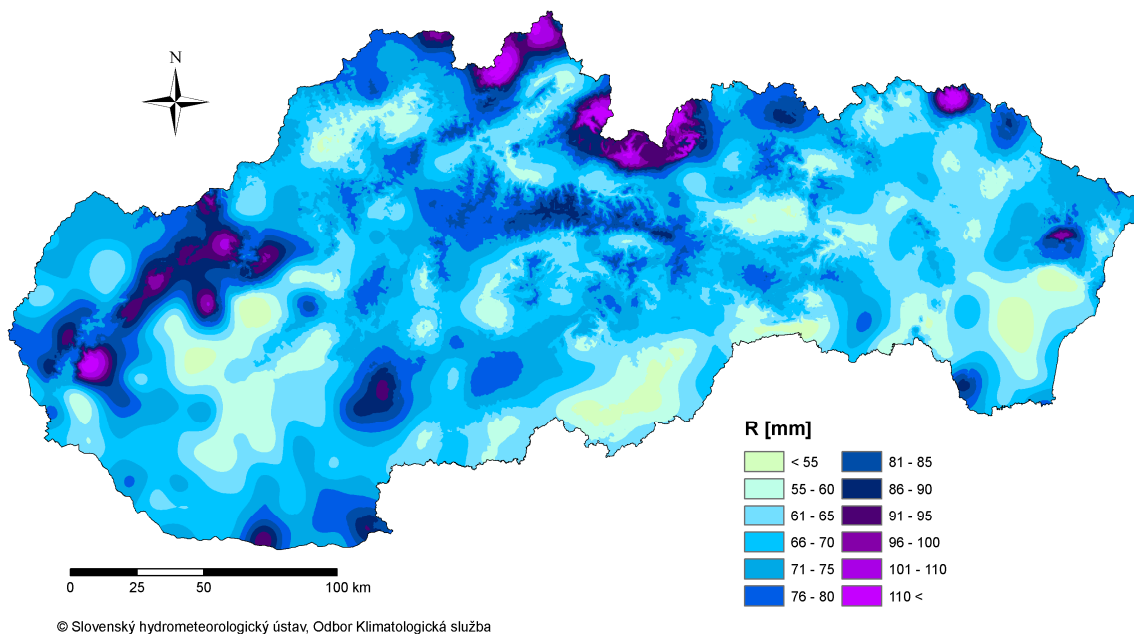 N
R [mm]
< 55
55 - 60
61 - 65
66 - 70
71 - 75
76 - 80
81 - 85
86 - 90
91 - 95
96 - 100
101 - 110
110 <
0 25 50 100 km
© Slovenský hydrometeorologický ústav, Odbor Klimatologická služba